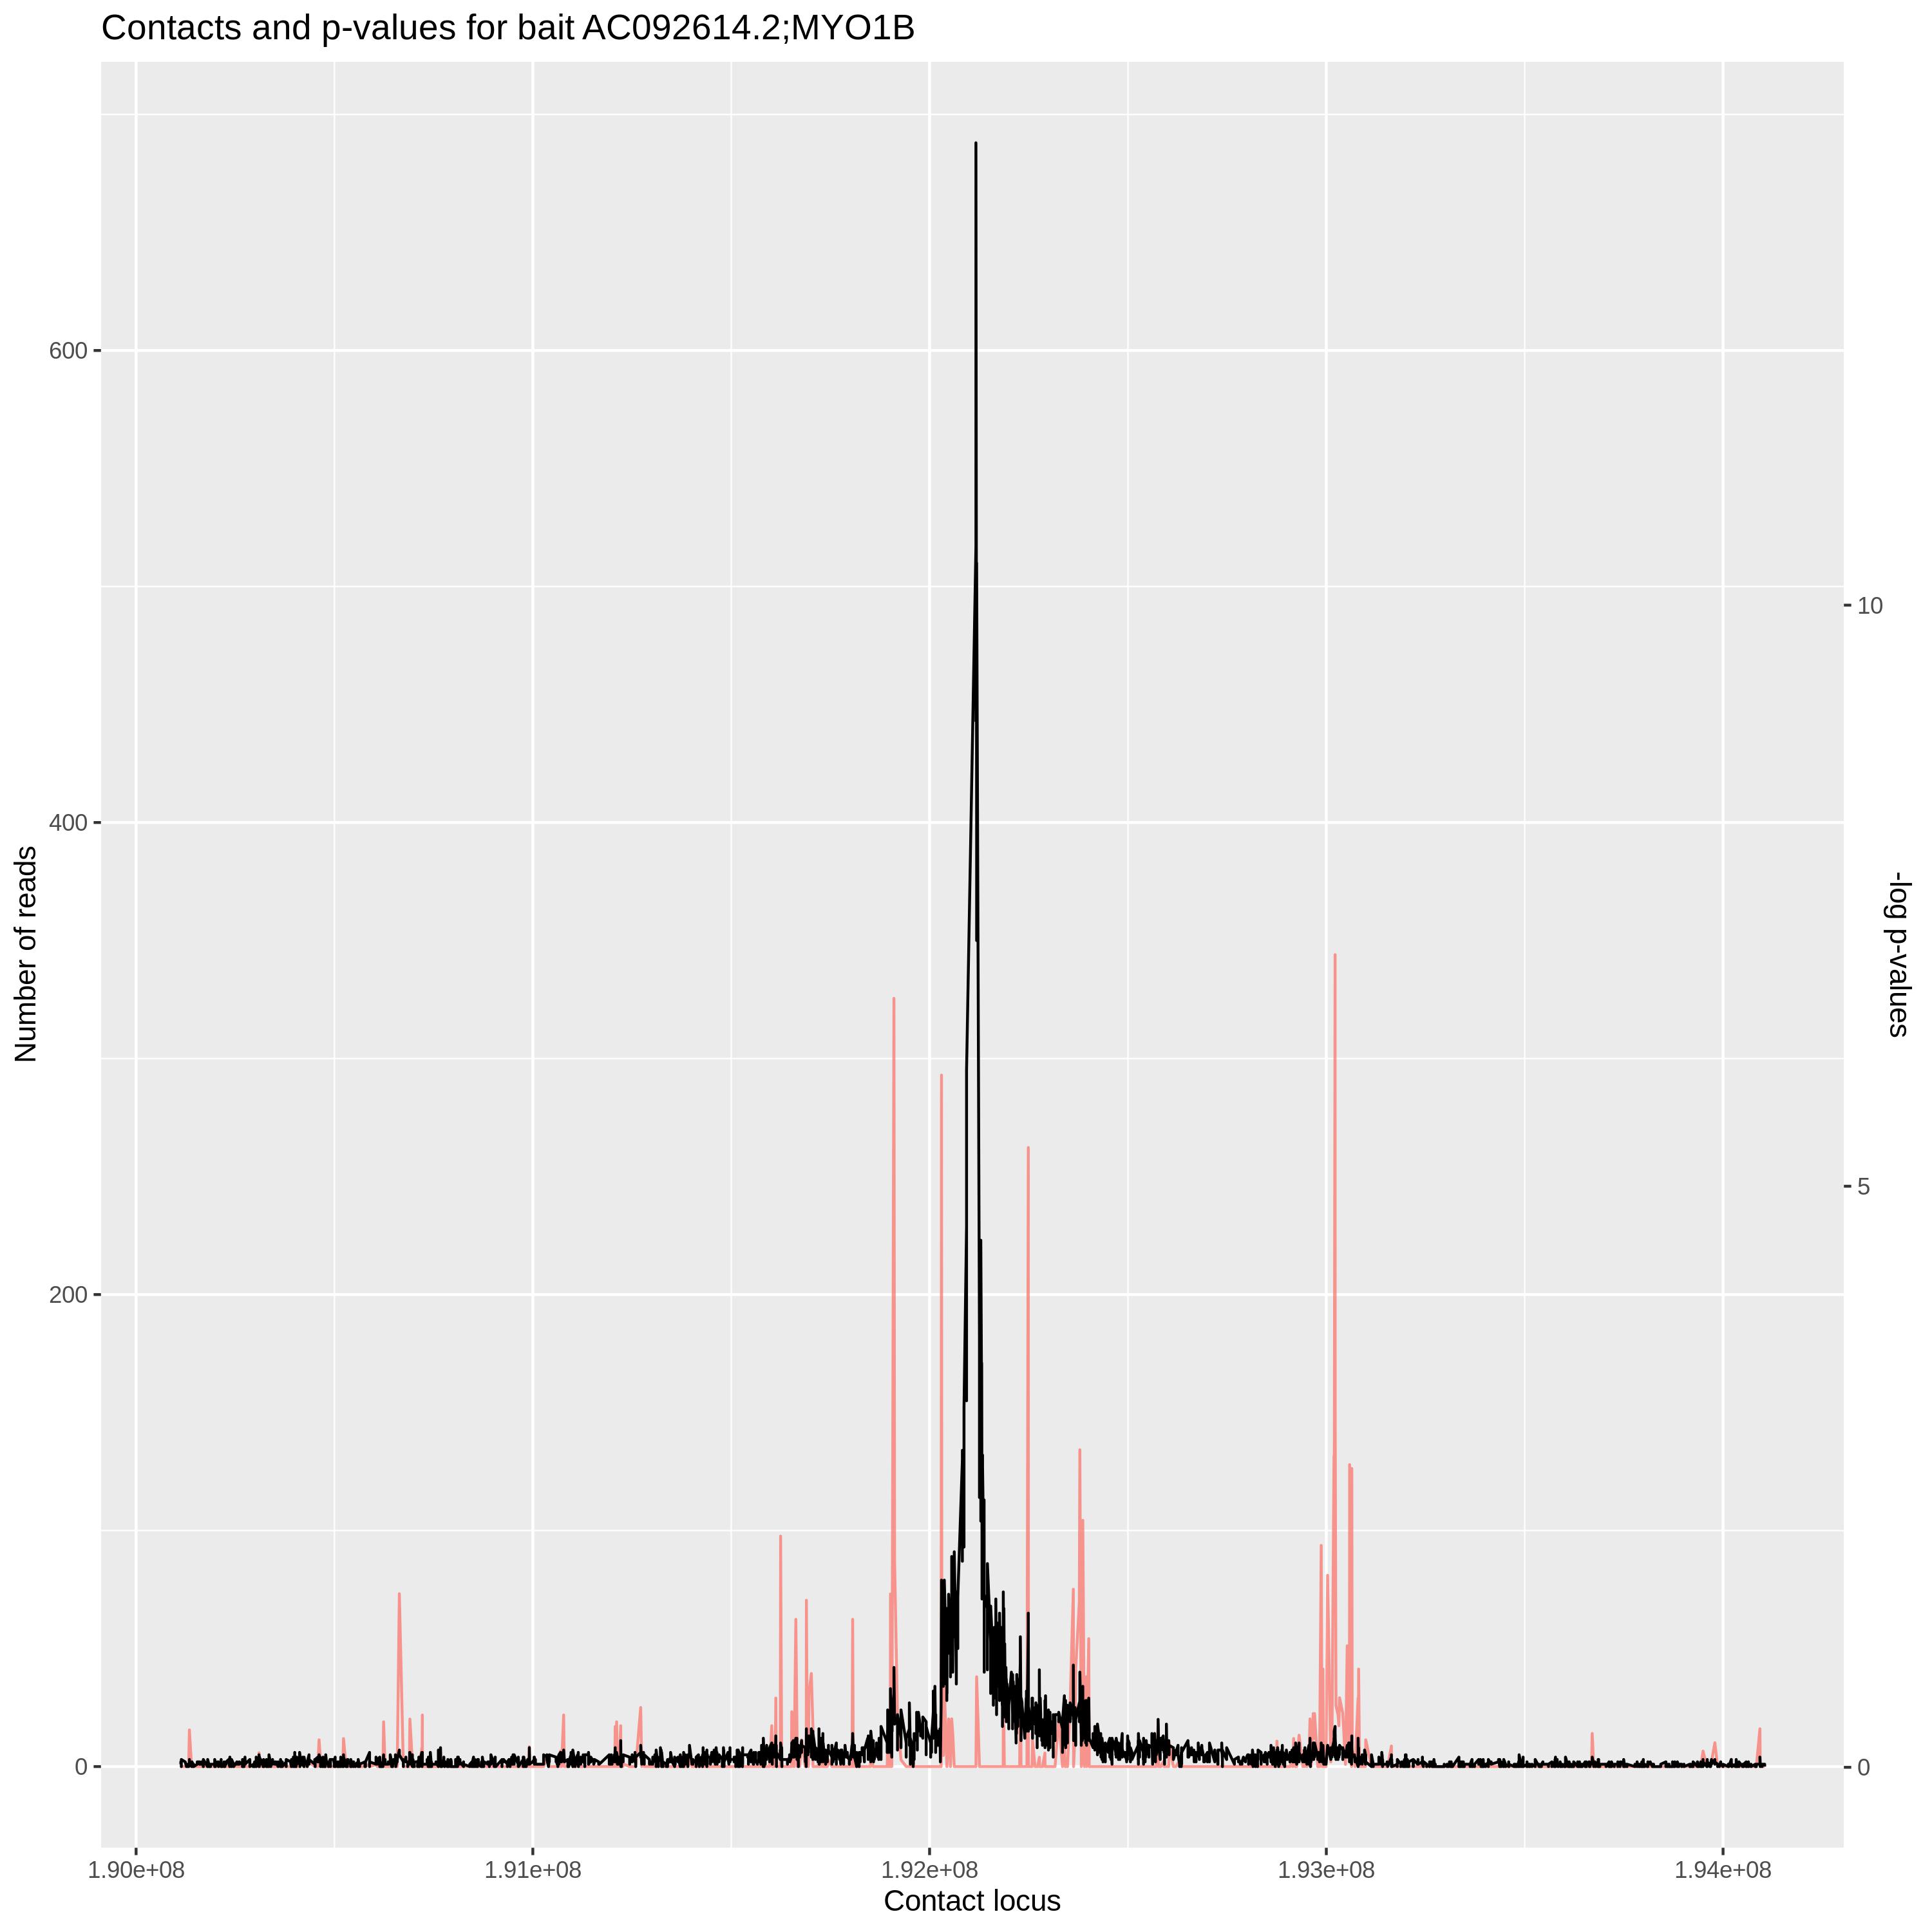 Contacts and p-values for bait AC092614.2;MYO1B
Number of reads
600
400
200
0
10
5
0
-log p-values
1.90e+08
1.91e+08
1.92e+08
1.93e+08
1.94e+08
Contact locus